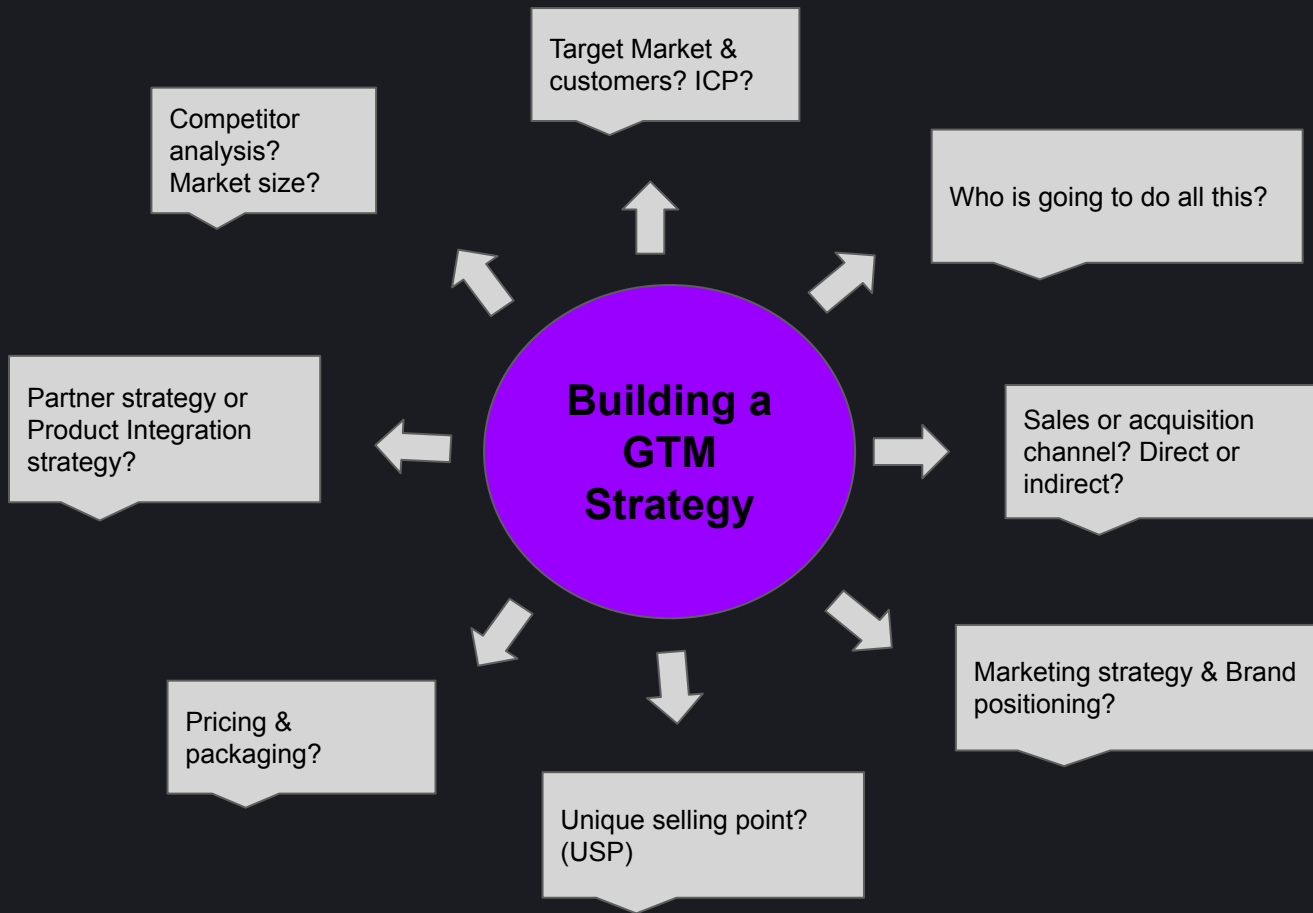 Target Market &
customers? ICP?
Competitor
analysis?
Market size?
Who is going to do all this?
Partner strategy or
Product Integration
strategy?
Building a
GTM
Strategy
Sales or acquisition
channel? Direct or
indirect?
Pricing &
packaging?
Marketing strategy & Brand
positioning?
Unique selling point?
(USP)